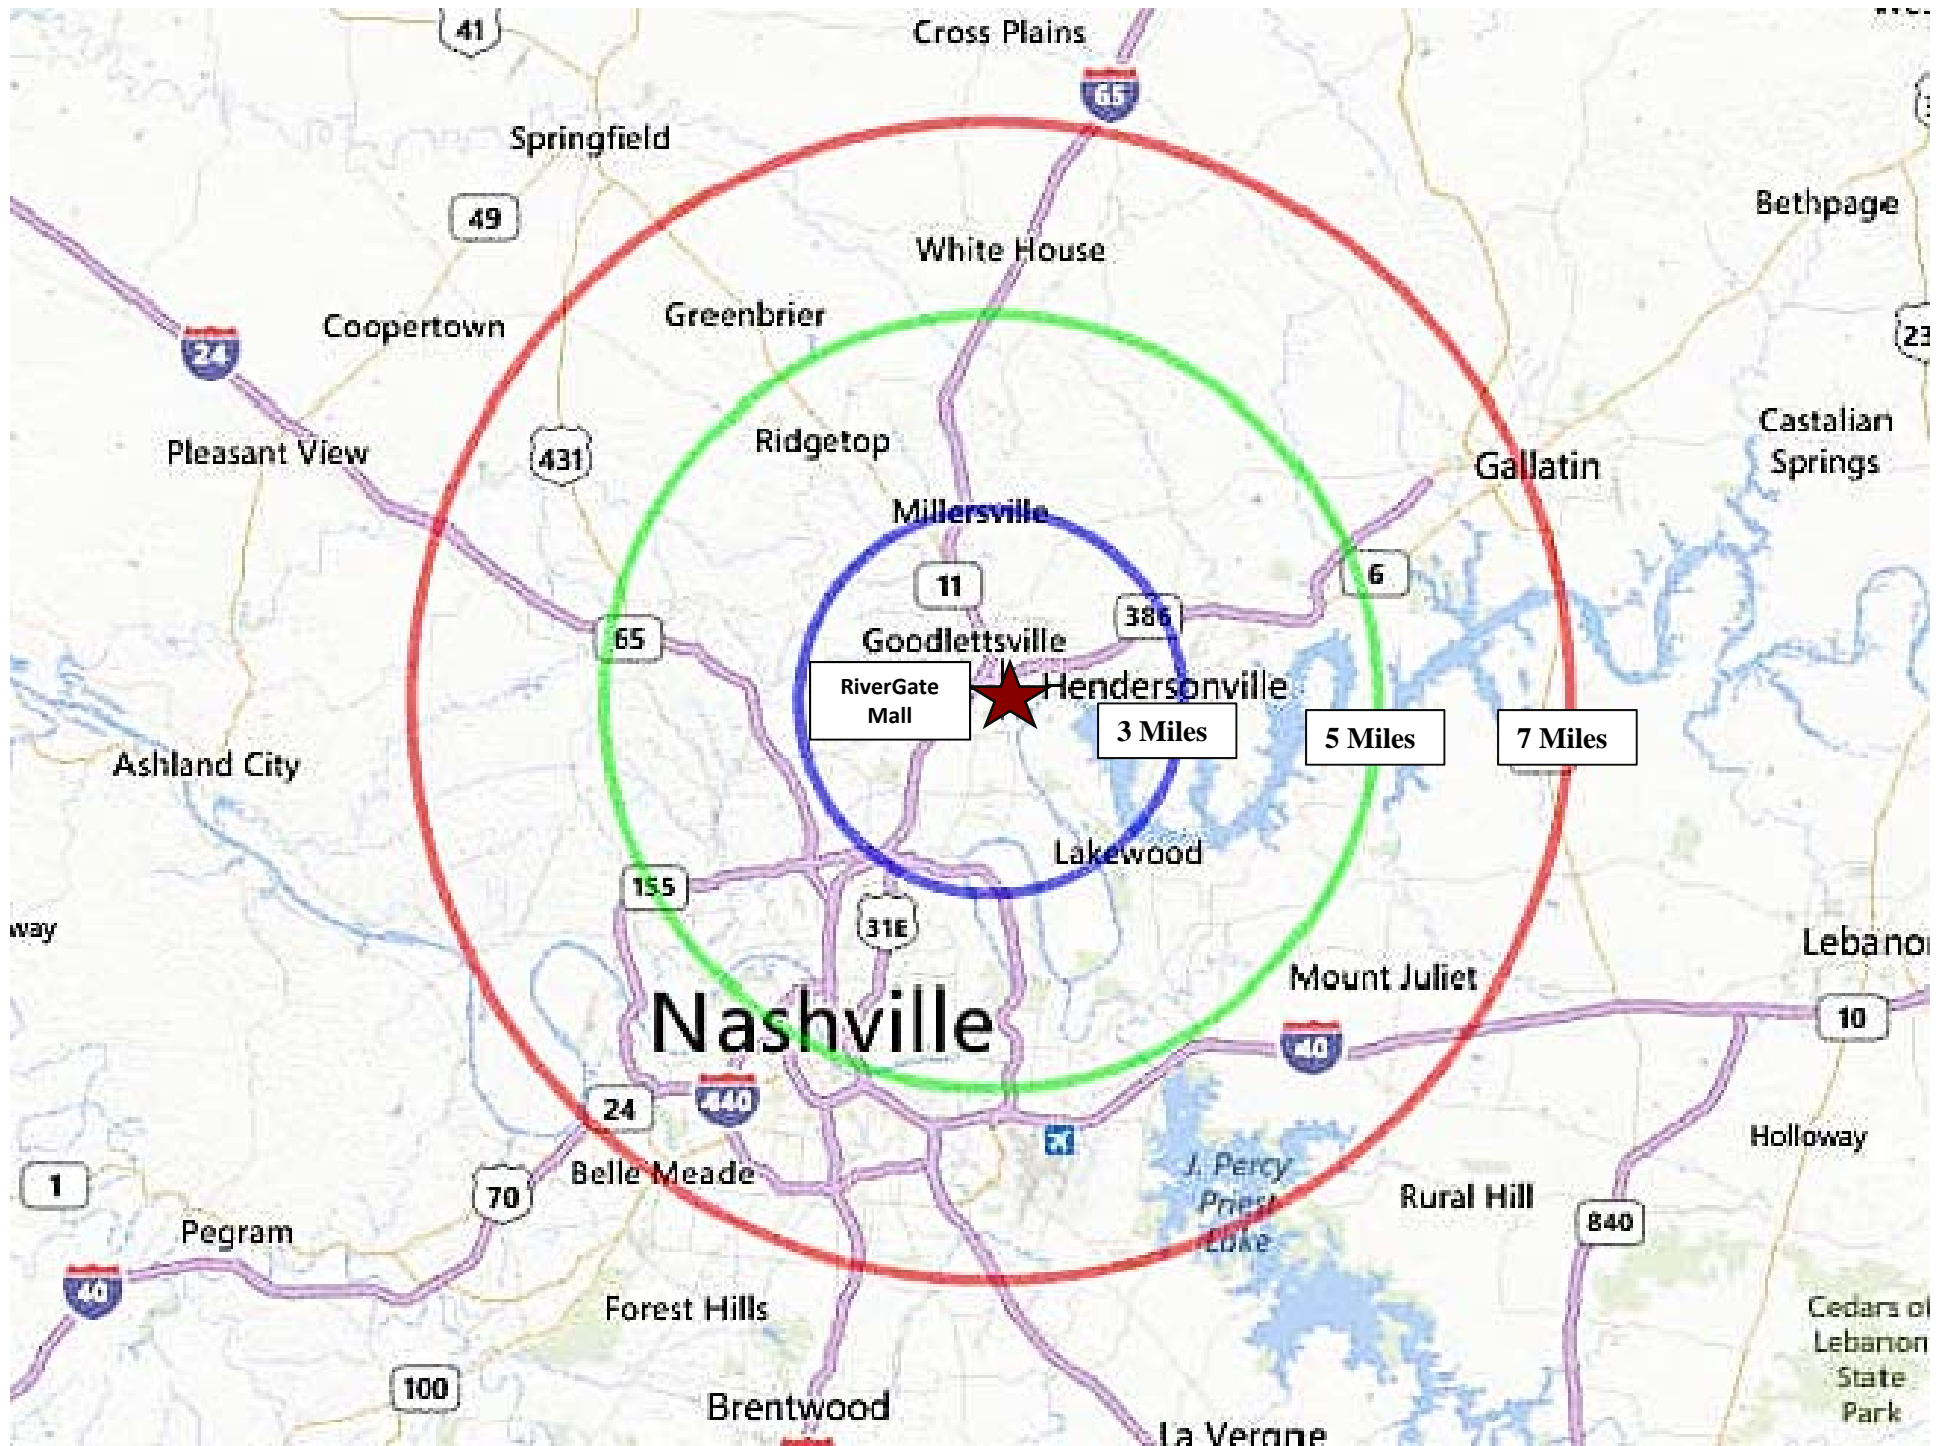 41
Cross Plains
65
Springfield
49
Bethpage
White House
Greenbrier
Coopertown
24
23
Castalian
Springs
Ridgetop
Pleasant View
431
Gallatin
Millersville
11
6
386
65
Goodlettsville
RiverGate
Mall
Hendersonville
3 Miles
5 Miles
7 Miles
Ashland City
Lakewood
155
31E
way
Lebano
Mount Juliet
Nashville
10
40
440
24
Holloway
Belle Meade
J. Percy
Priest
Lake
1
70
Rural Hill
840
Pegram
40
Forest Hills
Cedars of
Lebanon
State
Park
100
Brentwood
La Vergne